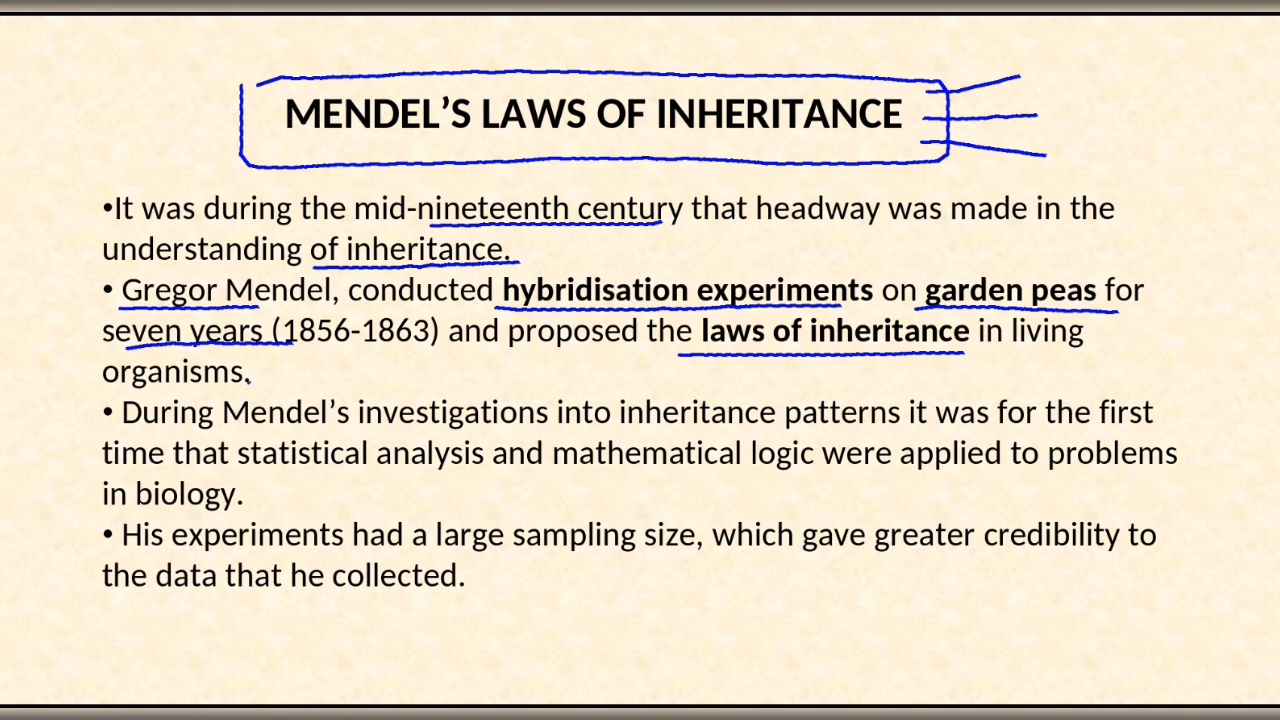 MENDEL’S LAWS OF INHERITANCE
•It was during the mid-nineteenth century that headway was made in the
understanding of inheritance.
• Gregor Mendel, conducted hybridisation experiments on garden peas for
seven years (1856-1863) and proposed the laws of inheritance in living
organisms.
• During Mendel’s investigations into inheritance patterns it was for the first
time that statistical analysis and mathematical logic were applied to problems
in biology.
• His experiments had a large sampling size, which gave greater credibility to
the data that he collected.